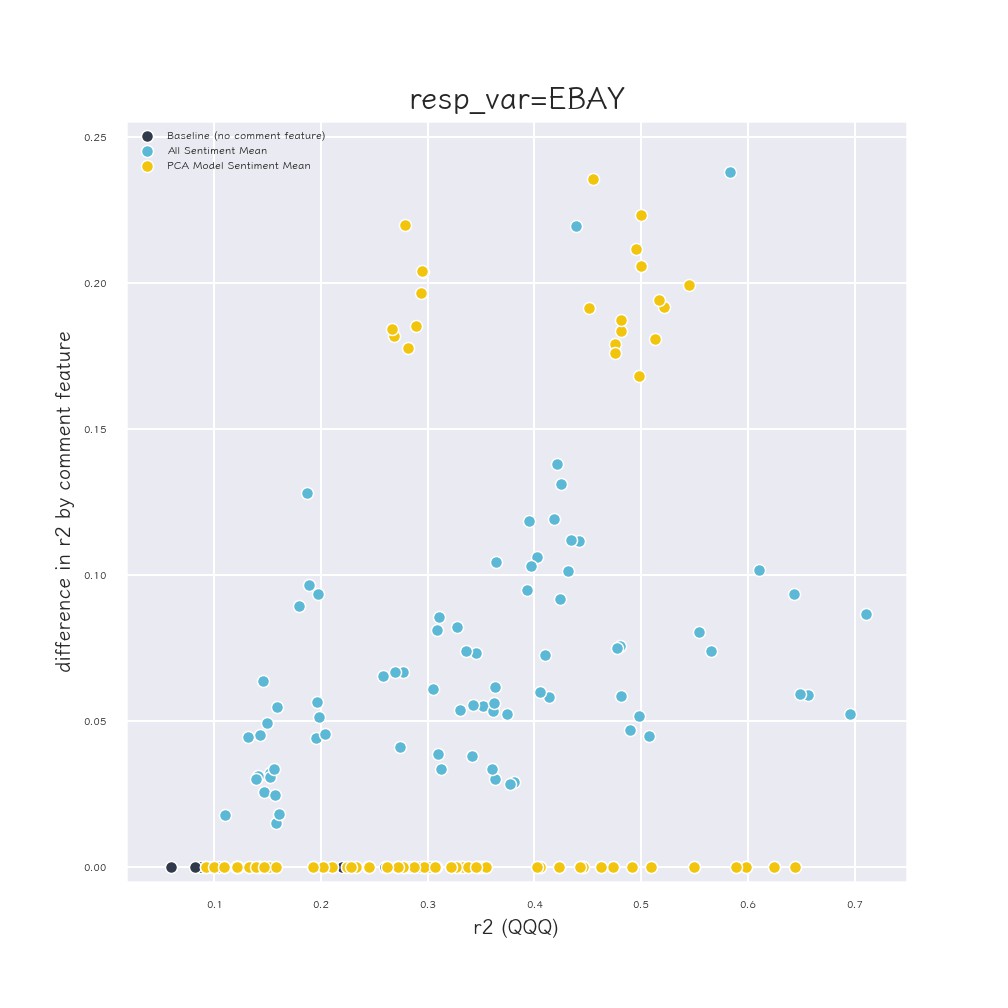 resp_var=EBAY
Baseline (no comment feature)
All Sentiment Mean
PCA Model Sentiment Mean
difference in r2 by comment feature
0.25
0.20
0.15
0.10
0.05
0.00
0.1 0.2 0.3 0.4 0.5 0.6 0.7
r2 (QQQ)